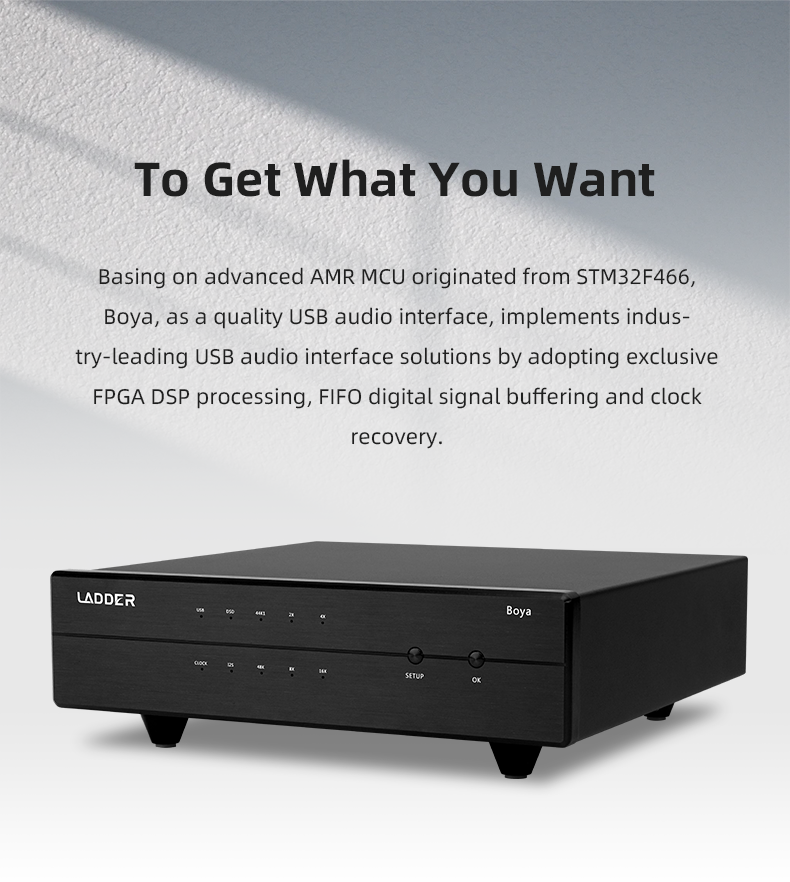 To Get What You Want
Basing on advanced AMR MCU originated from STM32F466,
Boya, as a quality USB audio interface, implements indus-
try-leading USB audio interface solutions by adopting exclusive
FPGA DSP processing, FIFO digital signal buffering and clock
recovery.
LADDER
Boya
USB DSD 44K1 2X 4X
CLOCK I2S 48K 8X 16X
SETUP OK